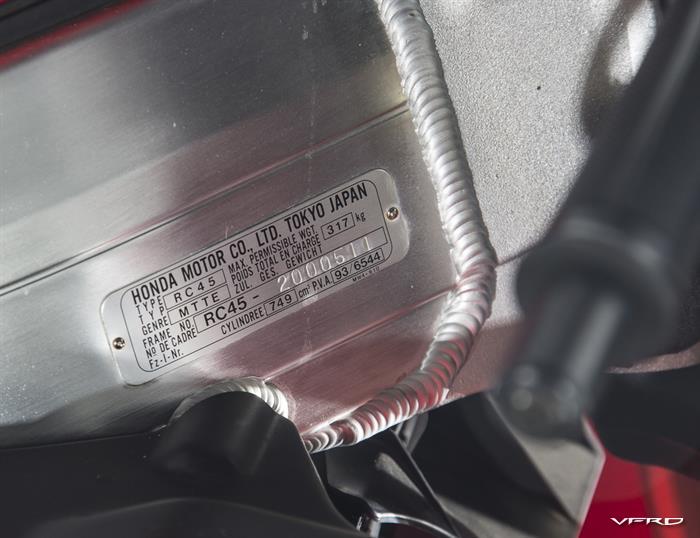 HONDA MOTOR CO., LTD. TOKYO JAPAN
TYPE RC45 MAX. PERMISSIBLE WGT.
TYP POIDS TOTAL EN CHARGE 317 kg
GENRE MTTE ZUL. GES. GEWICHT
FRAME NO.
Nº DE CADRE RC45-2000511
Fz-I-Nr. CYLINDREE 749 cm³ P.V.A. 93/6544
VFRD